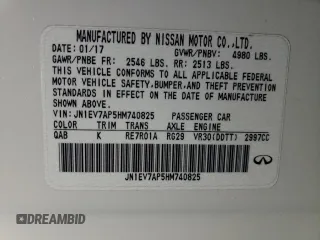 MANUFACTURED BY NISSAN MOTOR CO.,LTD.
DATE: 01/17 GVWR/PNBV: 4980 LBS.
GAWR/PNBE FR: 2546 LBS. RR: 2513 LBS.
THIS VEHICLE CONFORMS TO ALL APPLICABLE FEDERAL
MOTOR VEHICLE SAFETY,BUMPER,AND THEFT PREVENTION
STANDARDS IN EFFECT ON THE DATE OF MANUFACTURE
SHOWN ABOVE.
VIN: JN1EV7AP5HM740825 PASSENGER CAR
COLOR TRIM TRANS AXLE ENGINE
QAB K RE7R01A RG29 VR30(DDTT) 2997CC
JN1EV7AP5HM740825
INFINITI
DREAMBID